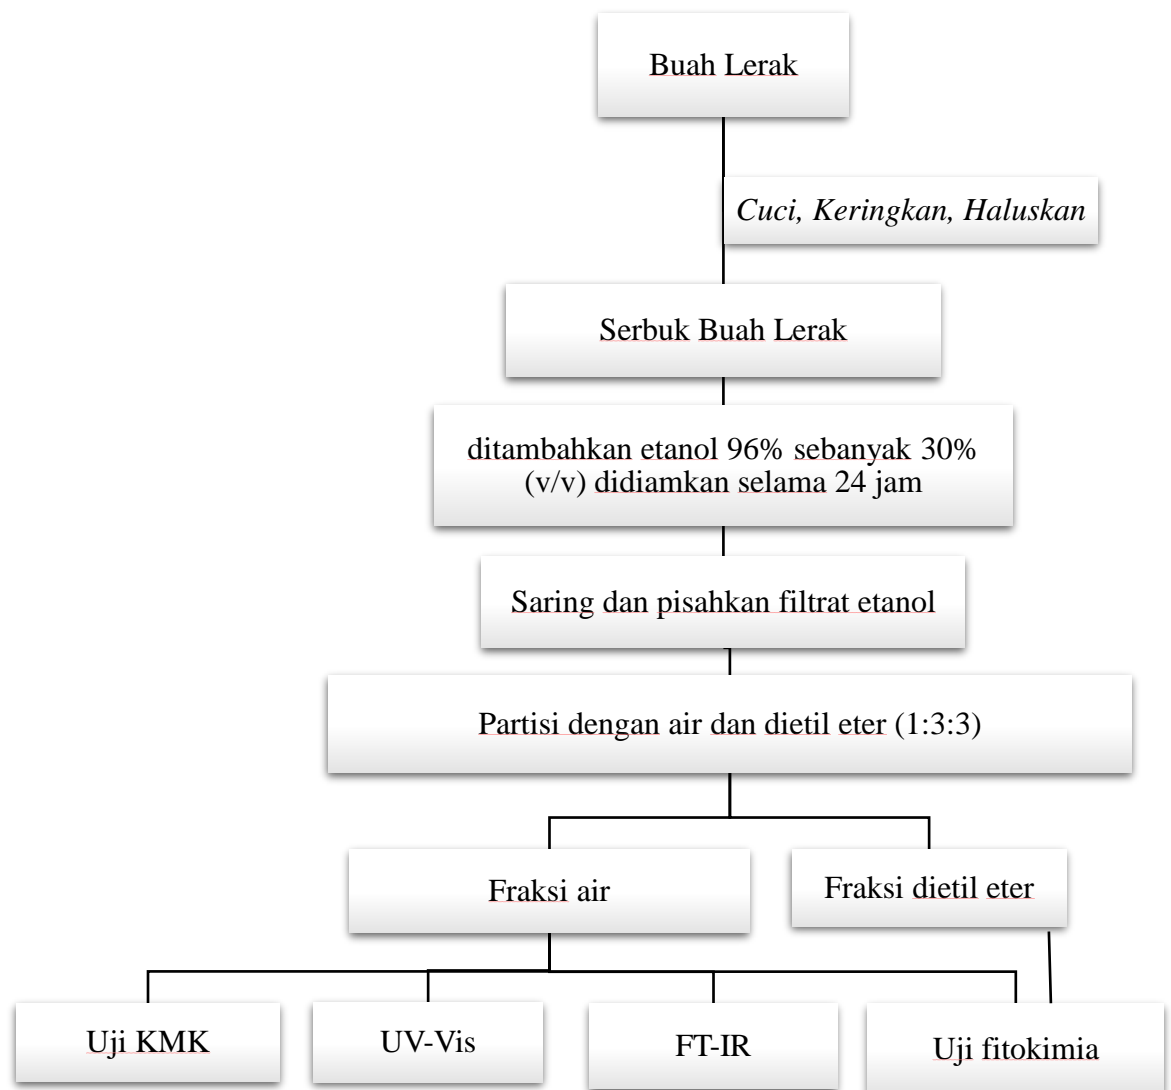 Buah Lerak
Cuci, Keringkan, Haluskan
Serbuk Buah Lerak
ditambahkan etanol 96% sebanyak 30%
(v/v) didiamkan selama 24 jam
Saring dan pisahkan filtrat etanol
Partisi dengan air dan dietil eter (1:3:3)
Fraksi air
Fraksi dietil eter
Uji KMK
UV-Vis
FT-IR
Uji fitokimia